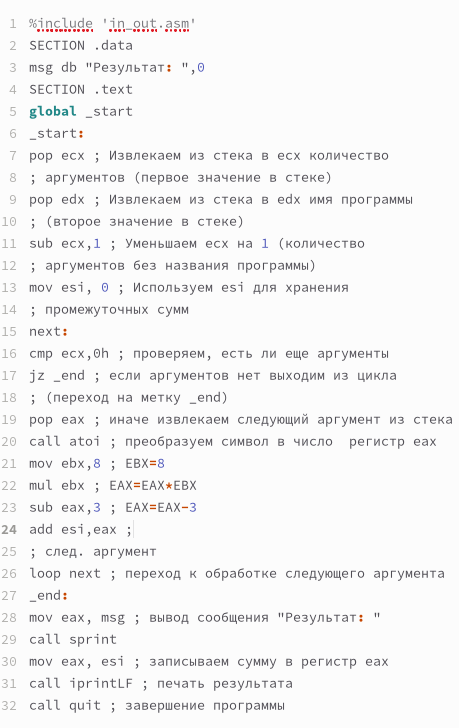 1 %include 'in_out.asm'
2 SECTION .data
3 msg db "Результат: ",0
4 SECTION .text
5 global _start
6 _start:
7 pop ecx ; Извлекаем из стека в ecx количество
8 ; аргументов (первое значение в стеке)
9 pop edx ; Извлекаем из стека в edx имя программы
10 ; (второе значение в стеке)
11 sub ecx,1 ; Уменьшаем ecx на 1 (количество
12 ; аргументов без названия программы)
13 mov esi, 0 ; Используем esi для хранения
14 ; промежуточных сумм
15 next:
16 cmp ecx,0h ; проверяем, есть ли еще аргументы
17 jz _end ; если аргументов нет выходим из цикла
18 ; (переход на метку _end)
19 pop eax ; иначе извлекаем следующий аргумент из стека
20 call atoi ; преобразуем символ в число  регистр eax
21 mov ebx,8 ; EBX=8
22 mul ebx ; EAX=EAX*EBX
23 sub eax,3 ; EAX=EAX-3
24 add esi,eax ;
25 ; след. аргумент
26 loop next ; переход к обработке следующего аргумента
27 _end:
28 mov eax, msg ; вывод сообщения "Результат: "
29 call sprint
30 mov eax, esi ; записываем сумму в регистр eax
31 call iprintLF ; печать результата
32 call quit ; завершение программы